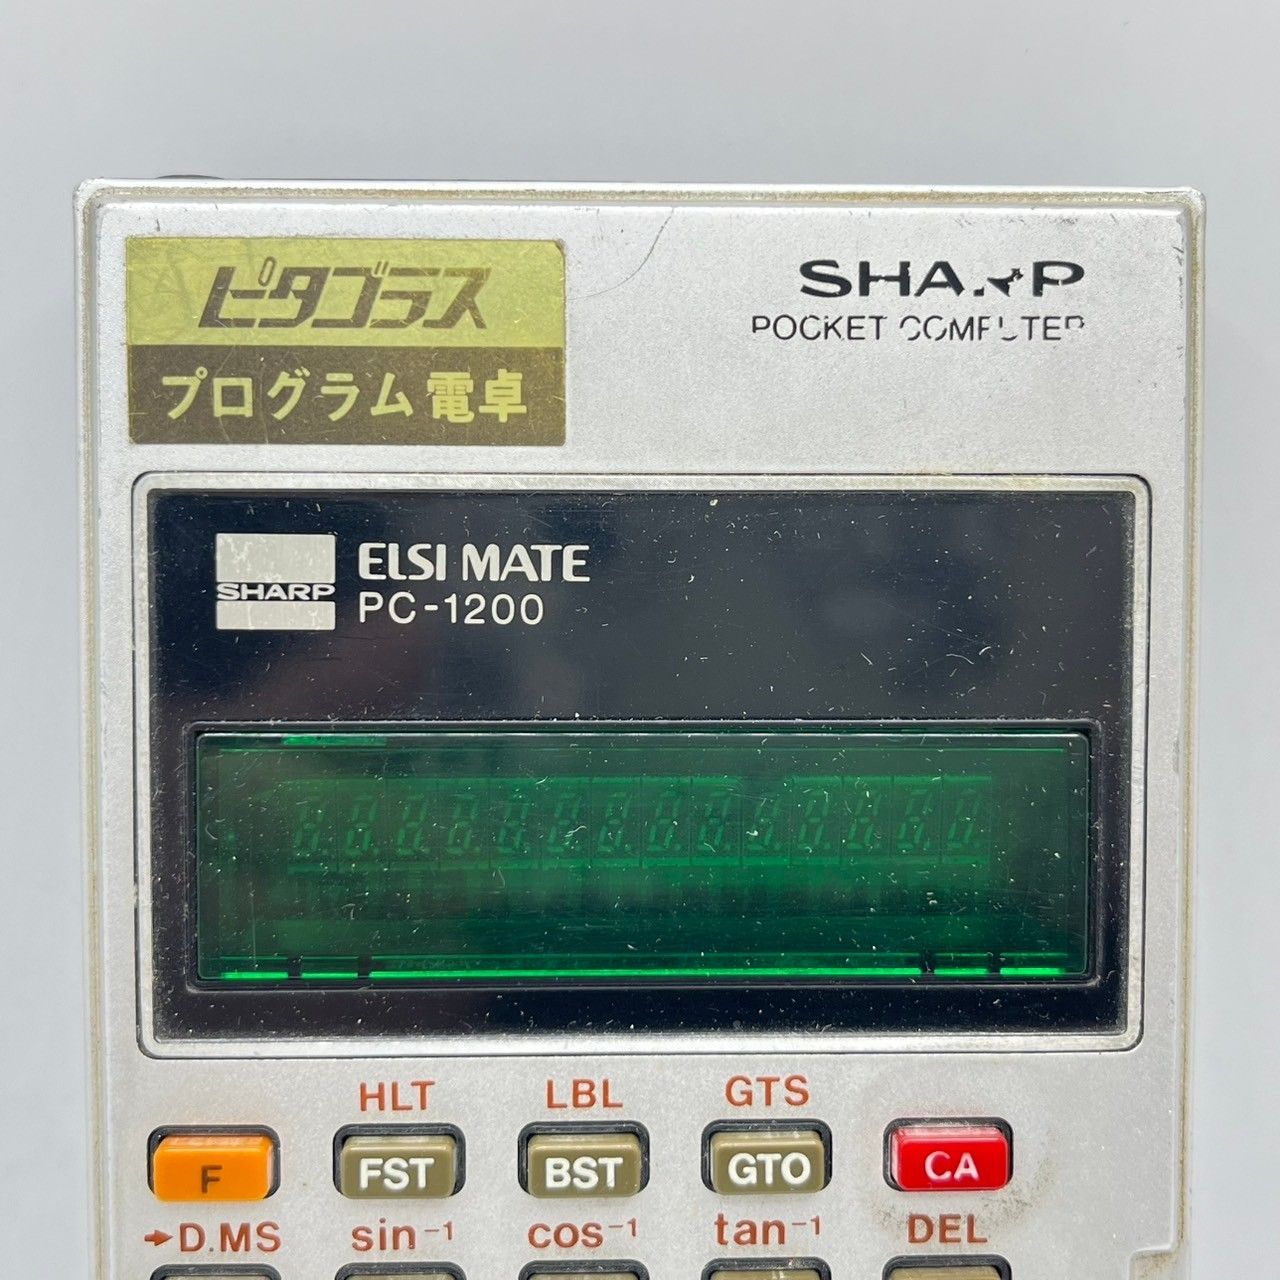 ピタゴラス
プログラム電卓
SHARP
POCKET COMPUTER
SHARP
ELSI MATE
PC-1200
HLT LBL GTS
F FST BST GTO CA
→D.MS sin⁻¹ cos⁻¹ tan⁻¹ DEL